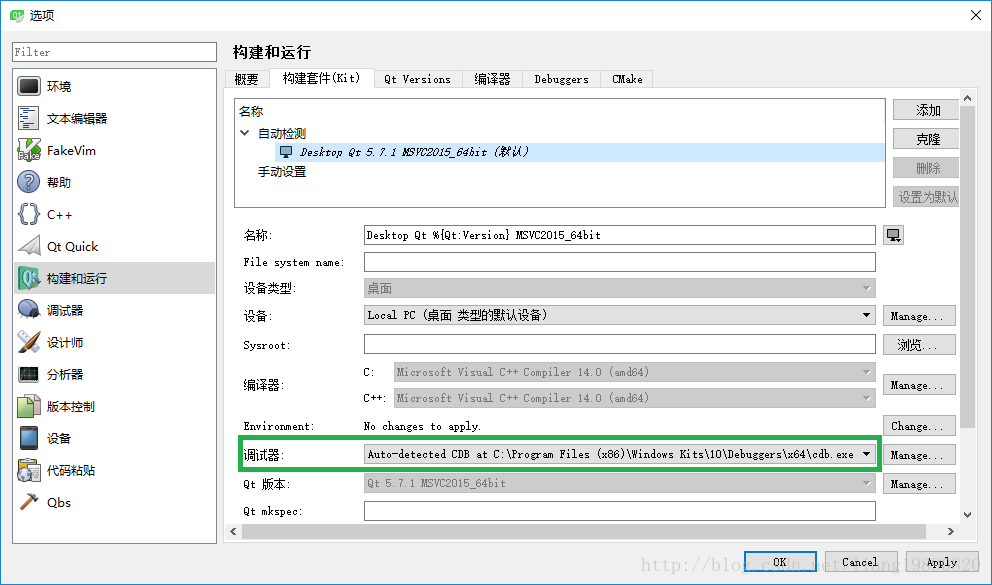 选项
Filter
环境
文本编辑器
FakeVim
帮助
C++
Qt Quick
构建和运行
调试器
设计师
分析器
版本控制
设备
代码粘贴
Qbs
构建和运行
概要 构建套件(Kit) Qt Versions 编译器 Debuggers CMake
名称
自动检测
Desktop Qt 5.7.1 MSVC2015_64bit (默认)
手动设置
添加
克隆
删除
设置为默认
名称: Desktop Qt %{Qt:Version} MSVC2015_64bit
File system name:
设备类型: 桌面
设备: Local PC (桌面 类型的默认设备) Manage...
Sysroot: 浏览...
编译器: C: Microsoft Visual C++ Compiler 14.0 (amd64)
C++: Microsoft Visual C++ Compiler 14.0 (amd64) Manage...
Environment: No changes to apply. Change...
调试器: Auto-detected CDB at C:\Program Files (x86)\Windows Kits\10\Debuggers\x64\cdb.exe Manage...
Qt 版本: Qt 5.7.1 MSVC2015_64bit Manage...
Qt mkspec:
OK Cancel Apply